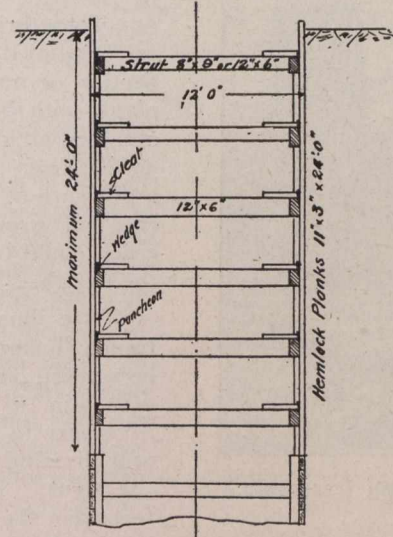 Strut 8"x 8" or 12"x 6"
12' 0"
Cleat
12"x 6"
Wedge
Puncheon
Maximum 24'-0"
Hemlock Planks 11"x 3" x 24'-0"